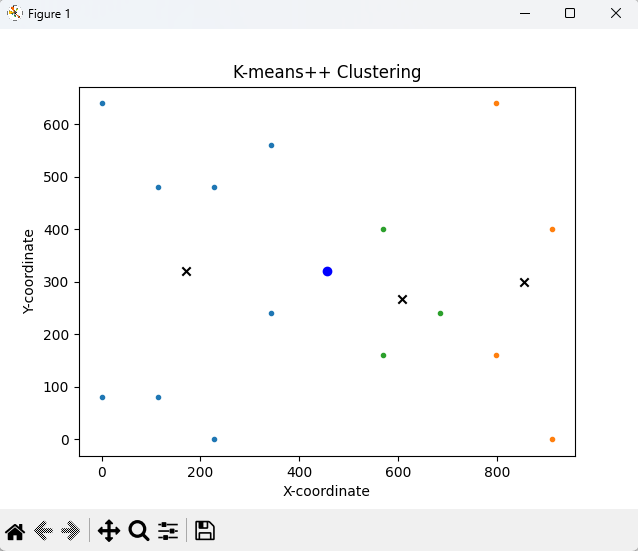 Figure 1
K-means++ Clustering
600
500
400
300
200
100
0
Y-coordinate
0 200 400 600 800
X-coordinate